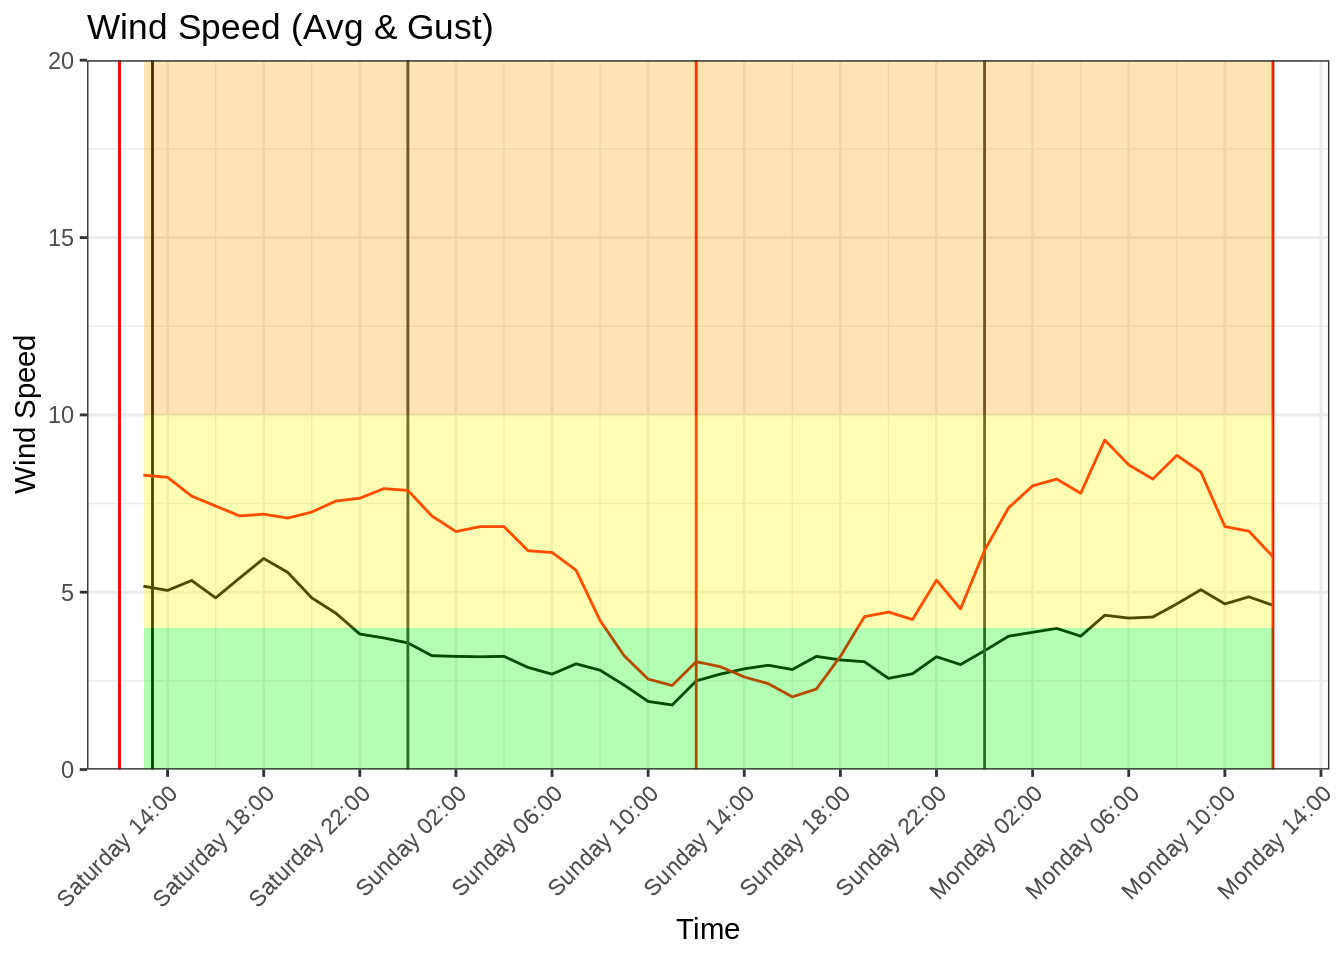 Wind Speed (Avg & Gust)
20
15
10
5
0
Wind Speed
Saturday 14:00
Saturday 18:00
Saturday 22:00
Sunday 02:00
Sunday 06:00
Sunday 10:00
Sunday 14:00
Sunday 18:00
Sunday 22:00
Monday 02:00
Monday 06:00
Monday 10:00
Monday 14:00
Time